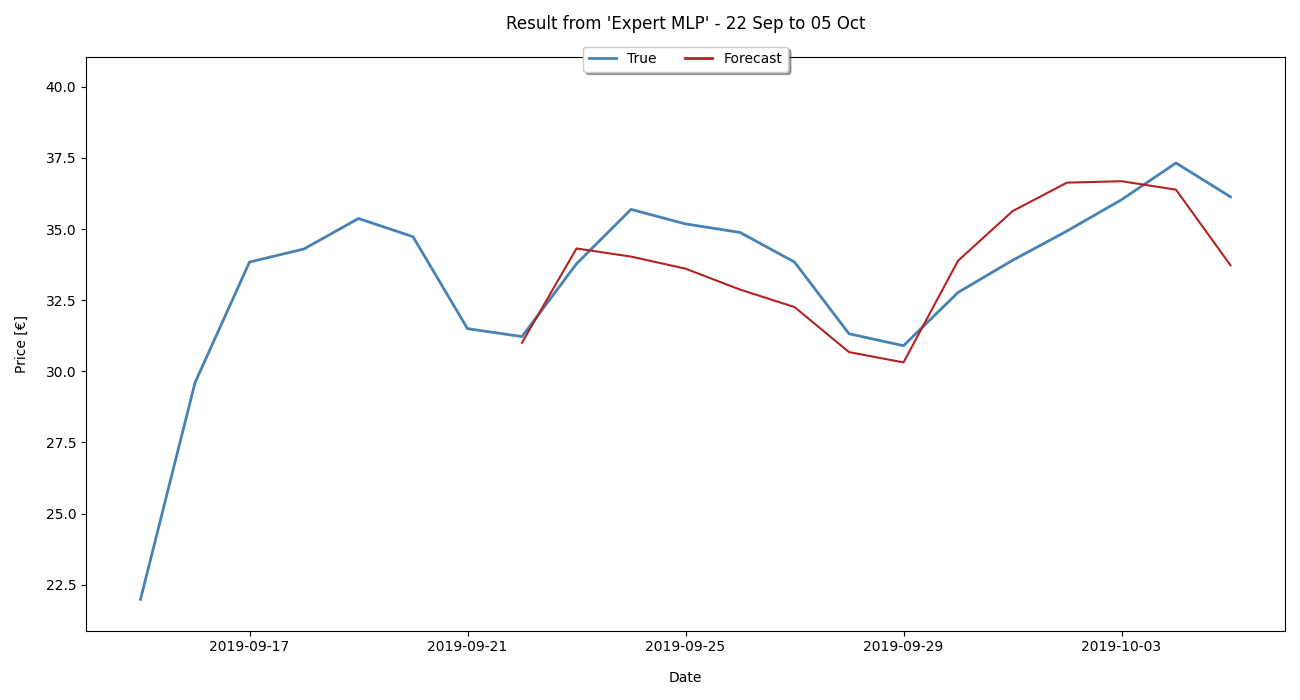 Result from 'Expert MLP' - 22 Sep to 05 Oct
True Forecast
40.0
37.5
35.0
32.5
30.0
27.5
25.0
22.5
Price [€]
2019-09-17 2019-09-21 2019-09-25 2019-09-29 2019-10-03
Date